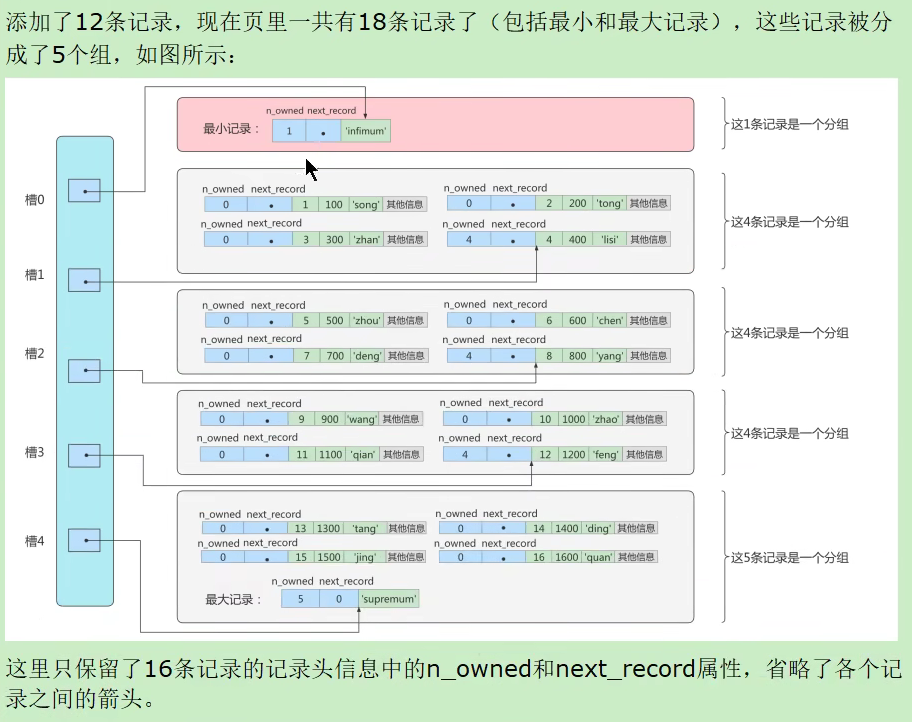 添加了12条记录，现在页里一共有18条记录了（包括最小和最大记录），这些记录被分
成了5个组，如图所示：
n_owned next_record
最小记录： 1 'infimum'
这1条记录是一个分组
槽0
n_owned next_record n_owned next_record
0 1 100 'song' 其他信息 0 2 200 'tong' 其他信息
n_owned next_record n_owned next_record
0 3 300 'zhan' 其他信息 4 4 400 'lisi' 其他信息
这4条记录是一个分组
槽1
n_owned next_record n_owned next_record
0 5 500 'zhou' 其他信息 0 6 600 'chen' 其他信息
n_owned next_record n_owned next_record
0 7 700 'deng' 其他信息 4 8 800 'yang' 其他信息
这4条记录是一个分组
槽2
n_owned next_record n_owned next_record
0 9 900 'wang' 其他信息 0 10 1000 'zhao' 其他信息
n_owned next_record n_owned next_record
0 11 1100 'qian' 其他信息 4 12 1200 'feng' 其他信息
这4条记录是一个分组
槽3
n_owned next_record n_owned next_record
0 13 1300 'tang' 其他信息 0 14 1400 'ding' 其他信息
n_owned next_record n_owned next_record
0 15 1500 'jing' 其他信息 0 16 1600 'quan' 其他信息
n_owned next_record
最大记录： 5 0 'supremum'
这5条记录是一个分组
槽4
这里只保留了16条记录的记录头信息中的n_owned和next_record属性，省略了各个记
录之间的箭头。